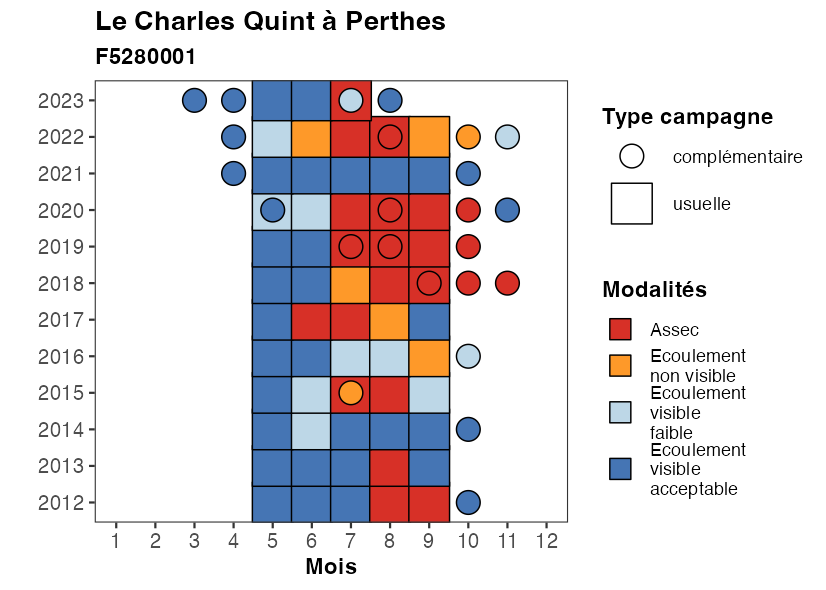 Le Charles Quint à Perthes
F5280001
2023
2022
2021
2020
2019
2018
2017
2016
2015
2014
2013
2012
1 2 3 4 5 6 7 8 9 10 11 12
Mois
Type campagne
complémentaire
usuelle
Modalités
Assec
Ecoulement
non visible
Ecoulement
visible
faible
Ecoulement
visible
acceptable